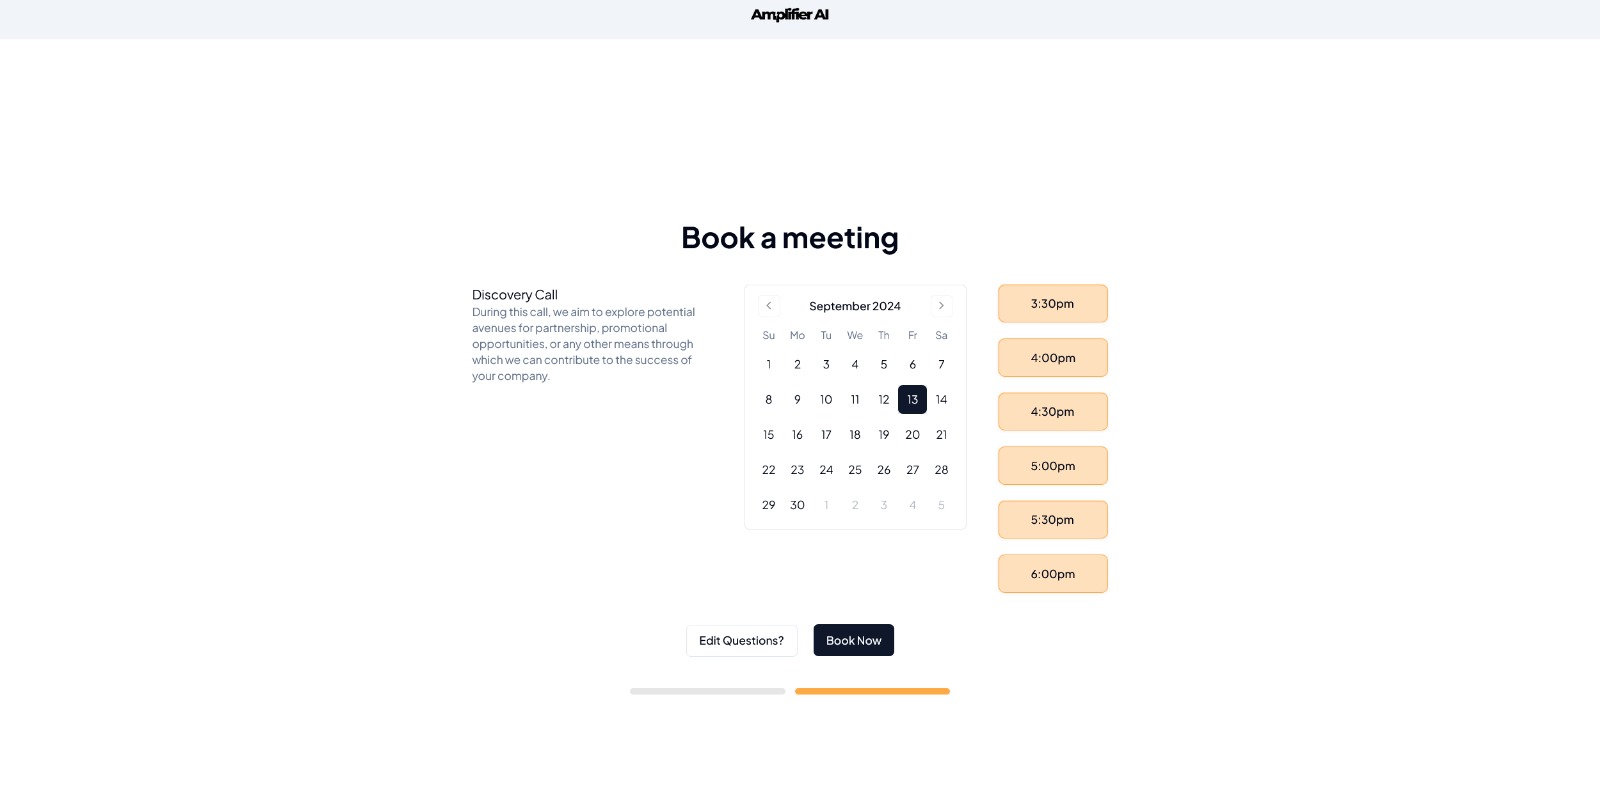 Amplifier AI
Book a meeting
Discovery Call
During this call, we aim to explore potential
avenues for partnership, promotional
opportunities, or any other means through
which we can contribute to the success of
your company.
September 2024
Su Mo Tu We Th Fr Sa
1 2 3 4 5 6 7
8 9 10 11 12 13 14
15 16 17 18 19 20 21
22 23 24 25 26 27 28
29 30 1 2 3 4 5
3:30pm
4:00pm
4:30pm
5:00pm
5:30pm
6:00pm
Edit Questions?
Book Now